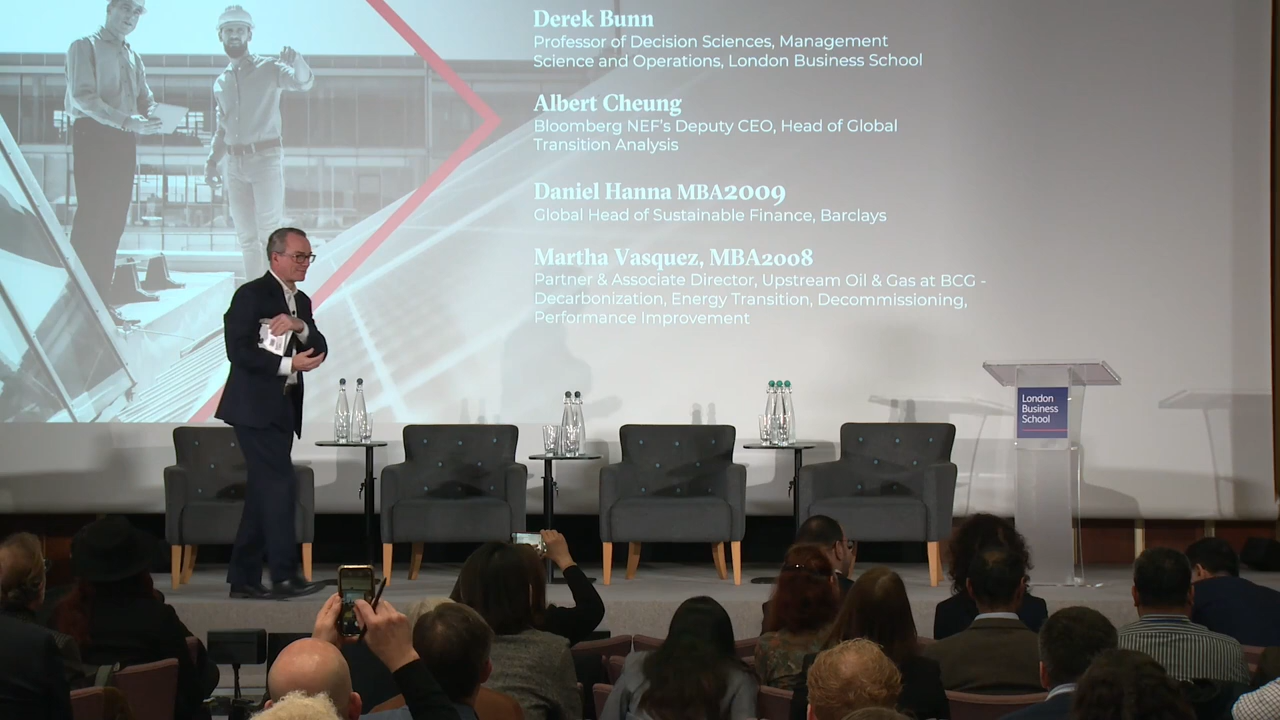 Derek Bunn
Professor of Decision Sciences, Management
Science and Operations, London Business School
Albert Cheung
Bloomberg NEF's Deputy CEO, Head of Global
Transition Analysis
Daniel Hanna MBA2009
Global Head of Sustainable Finance, Barclays
Martha Vasquez, MBA2008
Partner & Associate Director, Upstream Oil & Gas at BCG -
Decarbonization, Energy Transition, Decommissioning,
Performance Improvement
London
Business
School